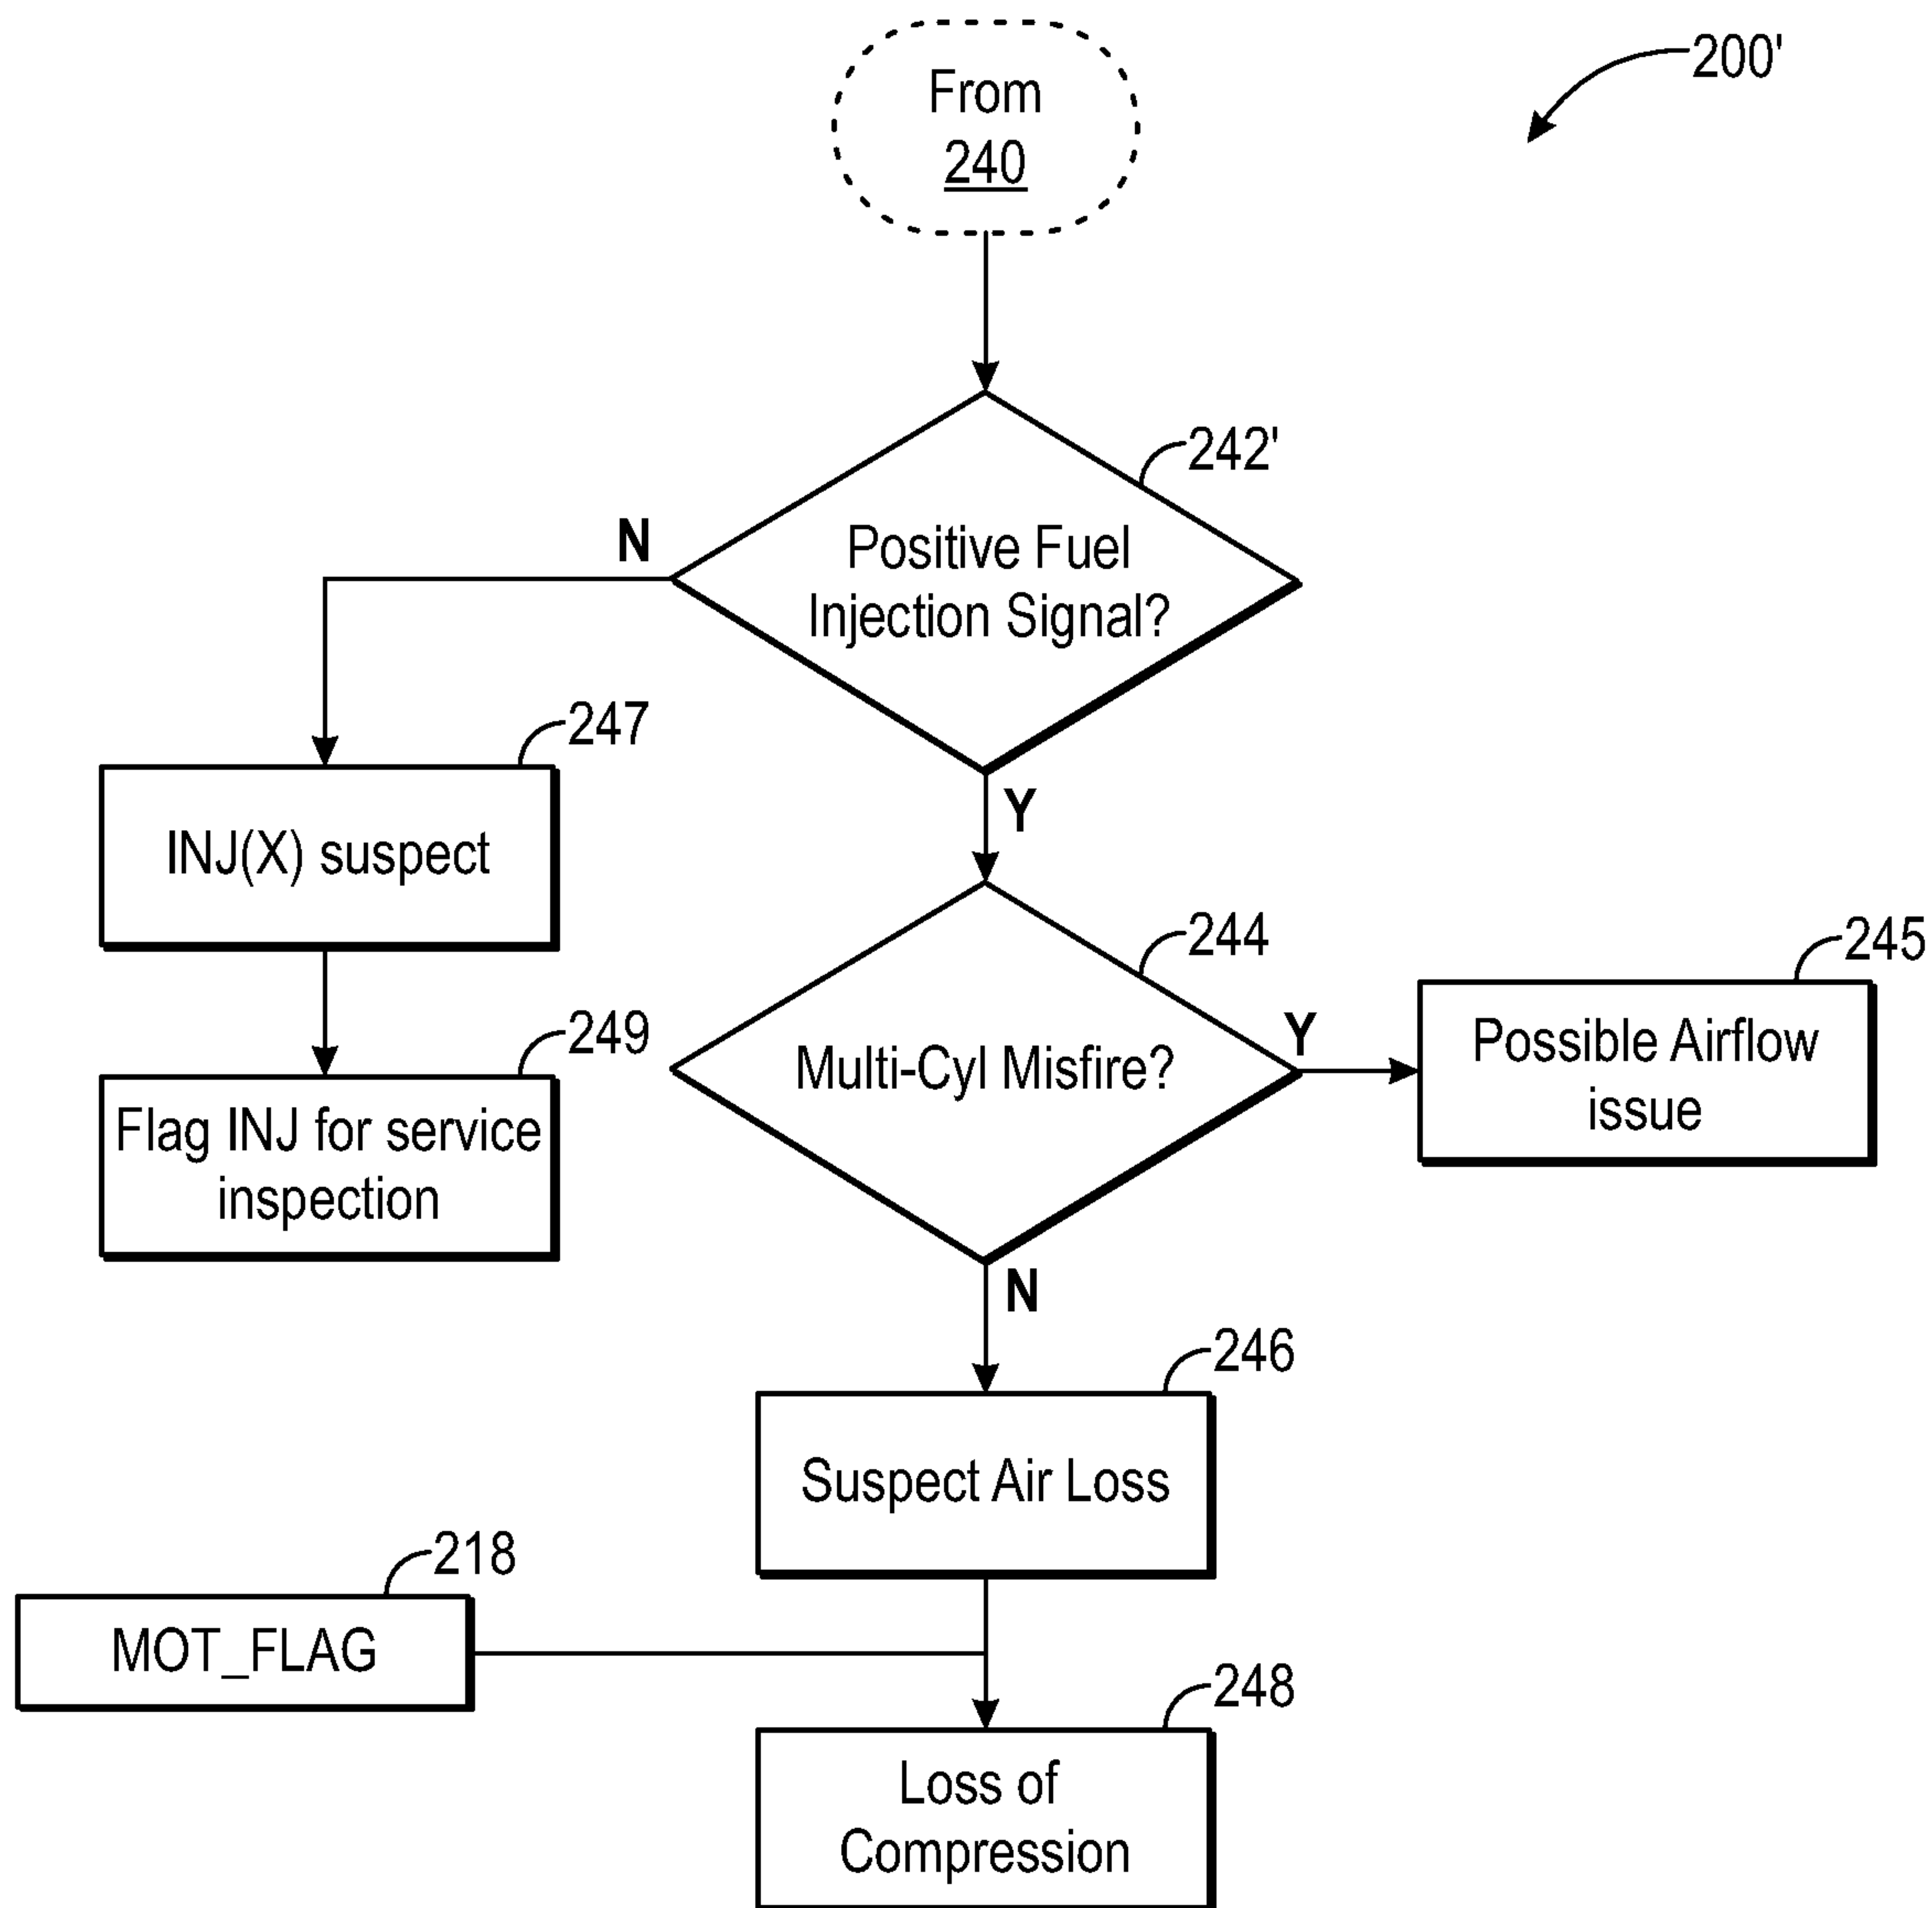 200'
From
240
242'
N
Positive Fuel
Injection Signal?
247
Y
INJ(X) suspect
244
245
249
Y
Multi-Cyl Misfire?
Possible Airflow
issue
Flag INJ for service
inspection
N
246
Suspect Air Loss
218
MOT_FLAG
248
Loss of
Compression